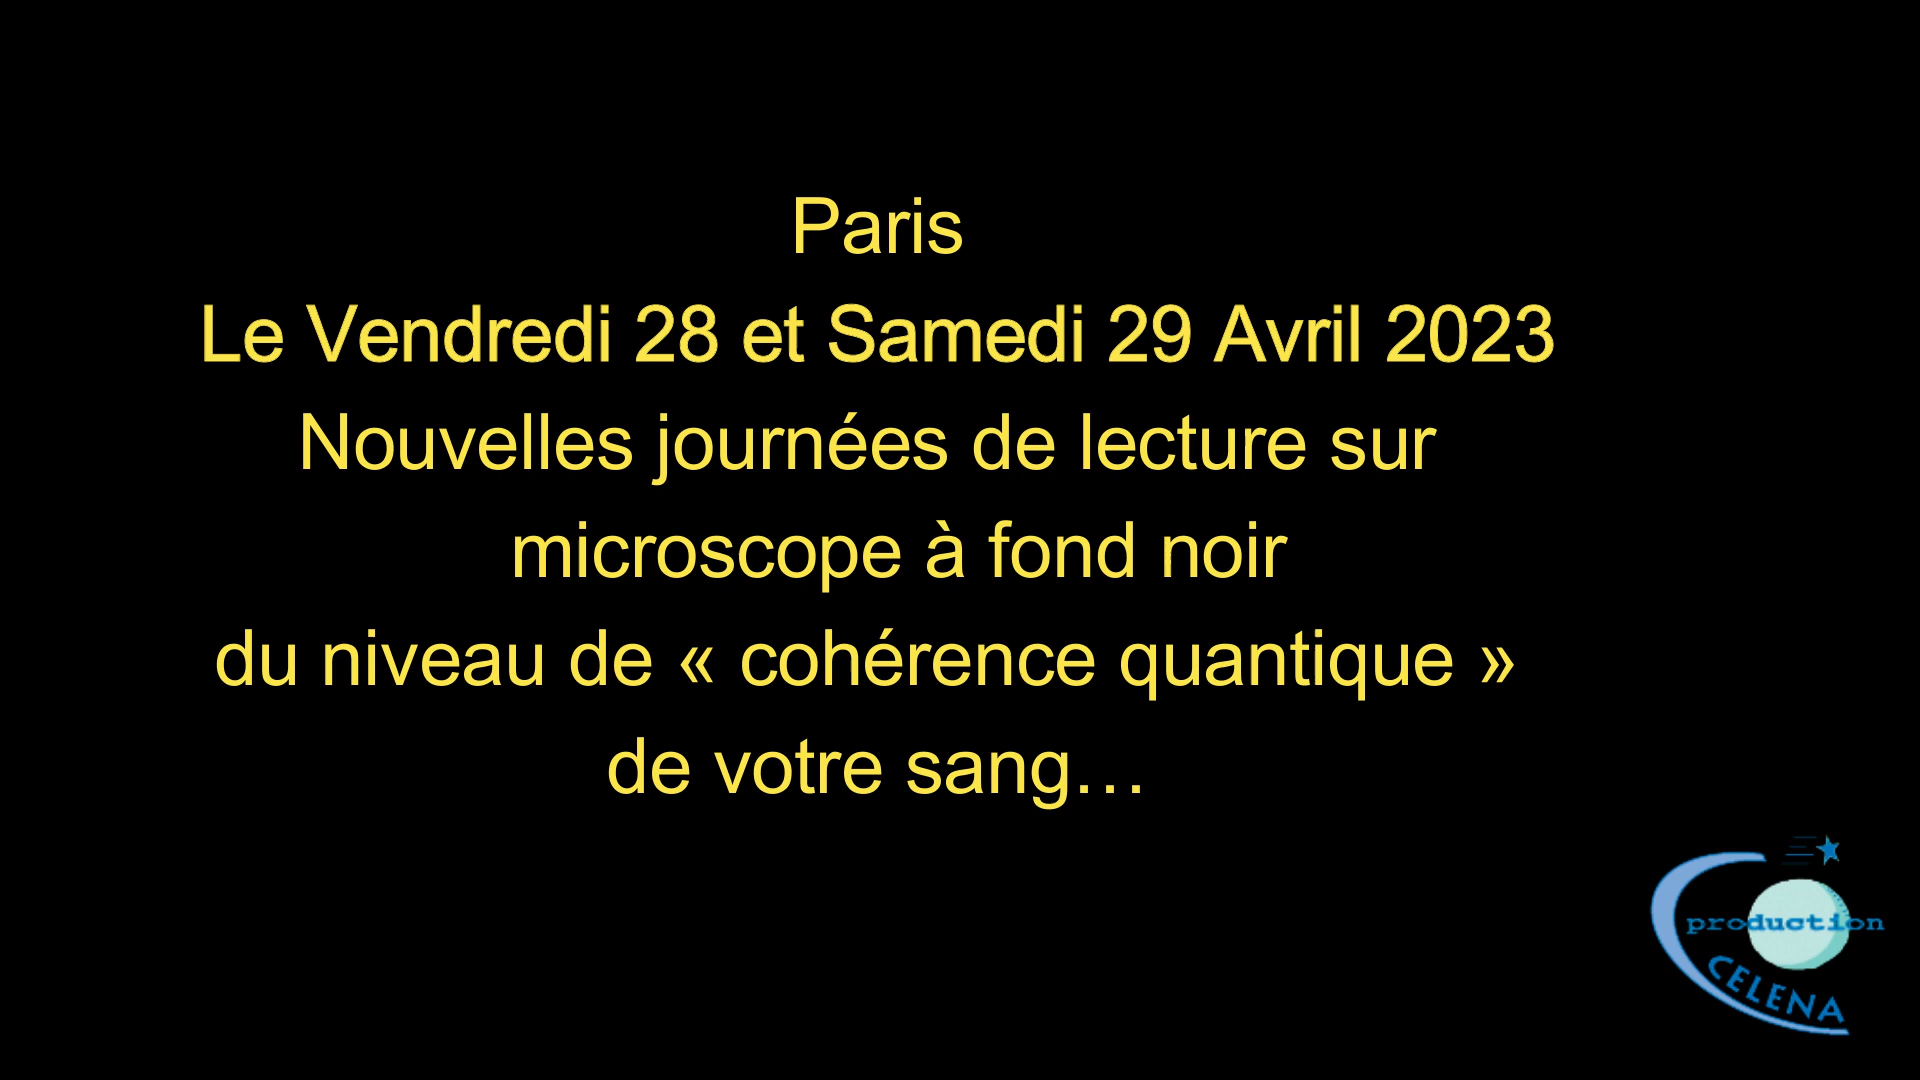 Paris
Le Vendredi 28 et Samedi 29 Avril 2023
Nouvelles journées de lecture sur
microscope à fond noir
du niveau de « cohérence quantique »
de votre sang…
production
CELENA